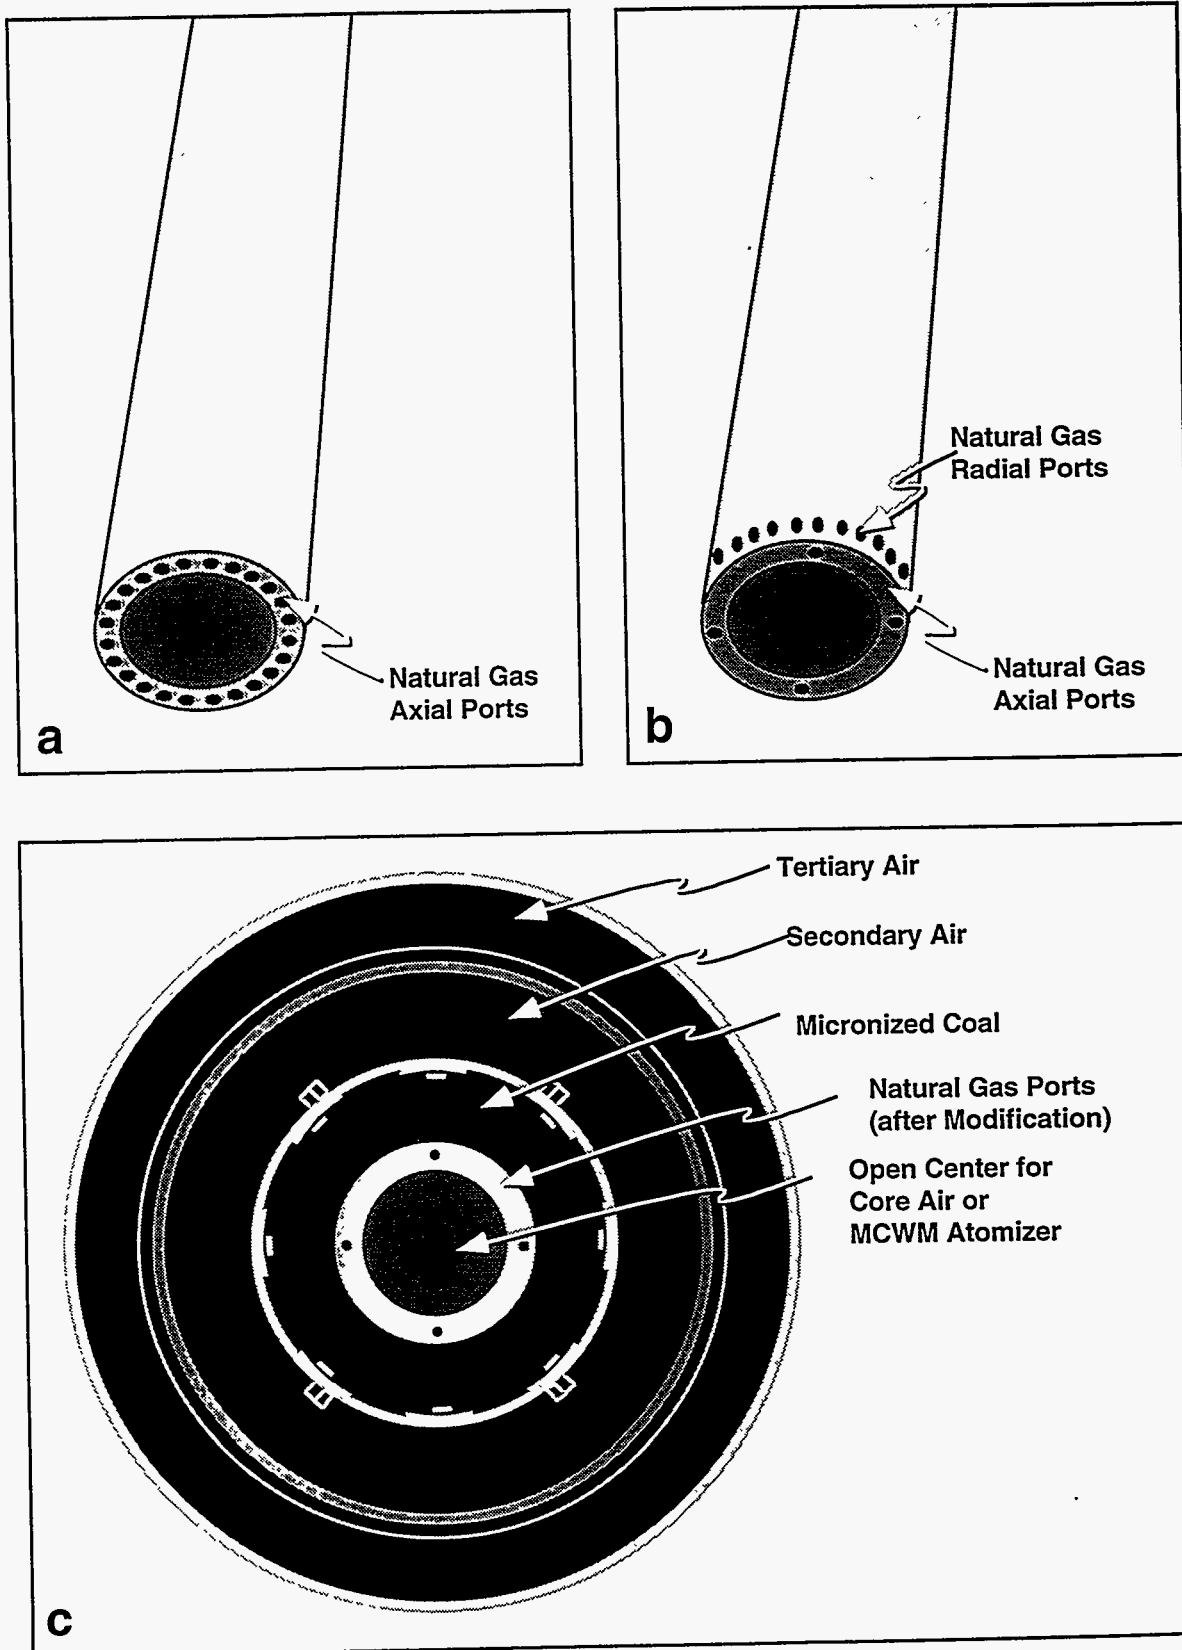 Natural Gas
Axial Ports
a
Natural Gas
Radial Ports
Natural Gas
Axial Ports
b
Tertiary Air
Secondary Air
Micronized Coal
Natural Gas Ports
(after Modification)
Open Center for
Core Air or
MCWM Atomizer
c